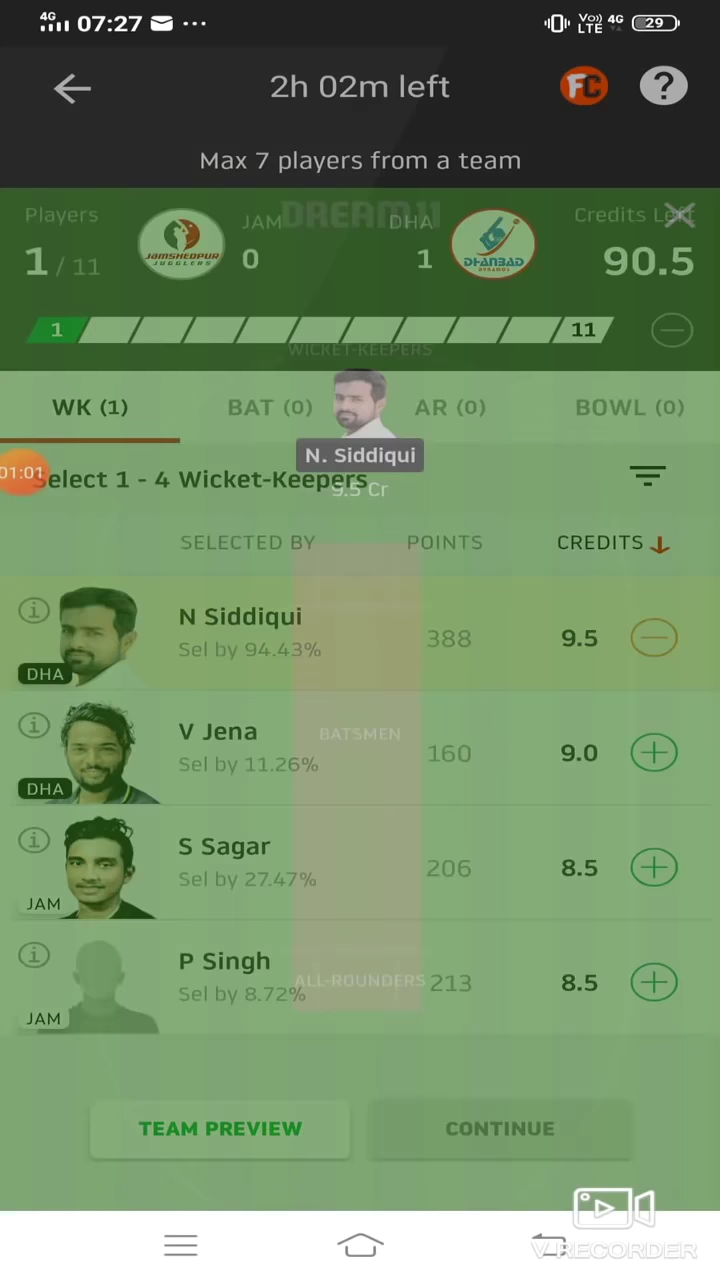 4G 07:27 ... Vo)) LTE 4G 29
2h 02m left FC ?
Max 7 players from a team
Players JAM DREAM11 DHA Credits Left
1 / 11 JAMSHEDPUR JUGGLERS 0 1 DHANBAD DYNAMOS 90.5
1 11
WICKET-KEEPERS
WK (1) BAT (0) AR (0) BOWL (0)
N. Siddiqui
01:01 Select 1 - 4 Wicket-Keepers
9.5 Cr
SELECTED BY POINTS CREDITS
N Siddiqui
Sel by 94.43% 388 9.5
DHA
V Jena BATSMEN
Sel by 11.26% 160 9.0
DHA
S Sagar
Sel by 27.47% 206 8.5
JAM
P Singh
Sel by 8.72% ALL-ROUNDERS 213 8.5
JAM
TEAM PREVIEW CONTINUE
V RECORDER